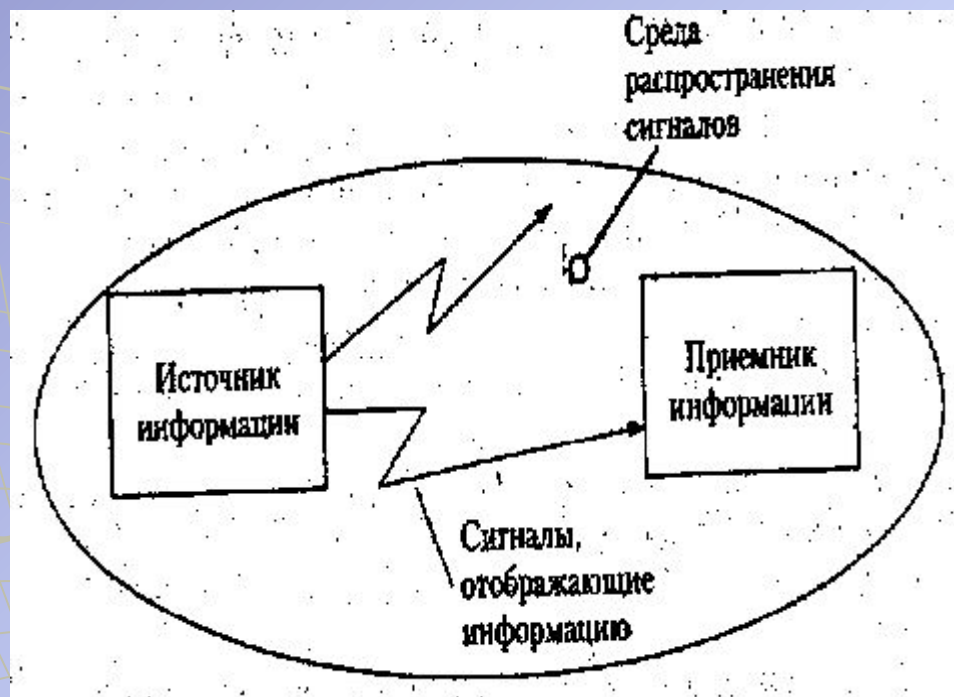 Среда
распространения
сигналов
Источник
информации
Приемник
информации
Сигналы,
отображающие
информацию